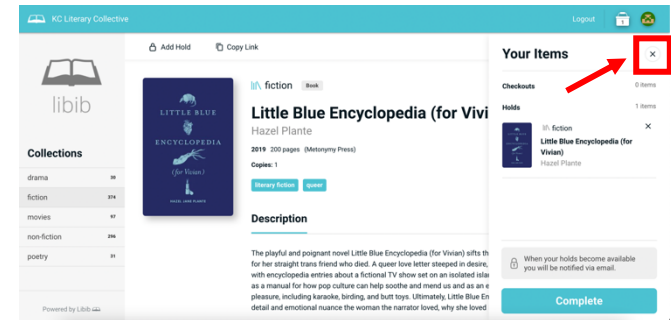 KC Literary Collective
Logout
1
libib
Collections
drama 38
fiction 374
movies 97
non-fiction 296
poetry 31
Powered by Libib
Add Hold
Copy Link
LITTLE BLUE
ENCYCLOPEDIA
(for Vivian)
HAZEL JANE PLANTE
fiction Book
Little Blue Encyclopedia (for Vivi
Hazel Plante
2019 200 pages (Metonymy Press)
Copies: 1
literary fiction queer
Description
The playful and poignant novel Little Blue Encyclopedia (for Vivian) sifts th
for her straight trans friend who died. A queer love letter steeped in desire,
with encyclopedia entries about a fictional TV show set on an isolated islan
as a manual for how pop culture can help soothe and mend us and as an e
pleasure, including karaoke, birding, and butt toys. Ultimately, Little Blue En
detail and emotional nuance the woman the narrator loved, why she loved
Your Items
Checkouts 0 items
Holds 1 items
fiction
Little Blue Encyclopedia (for
Vivian)
Hazel Plante
When your holds become available
you will be notified via email.
Complete